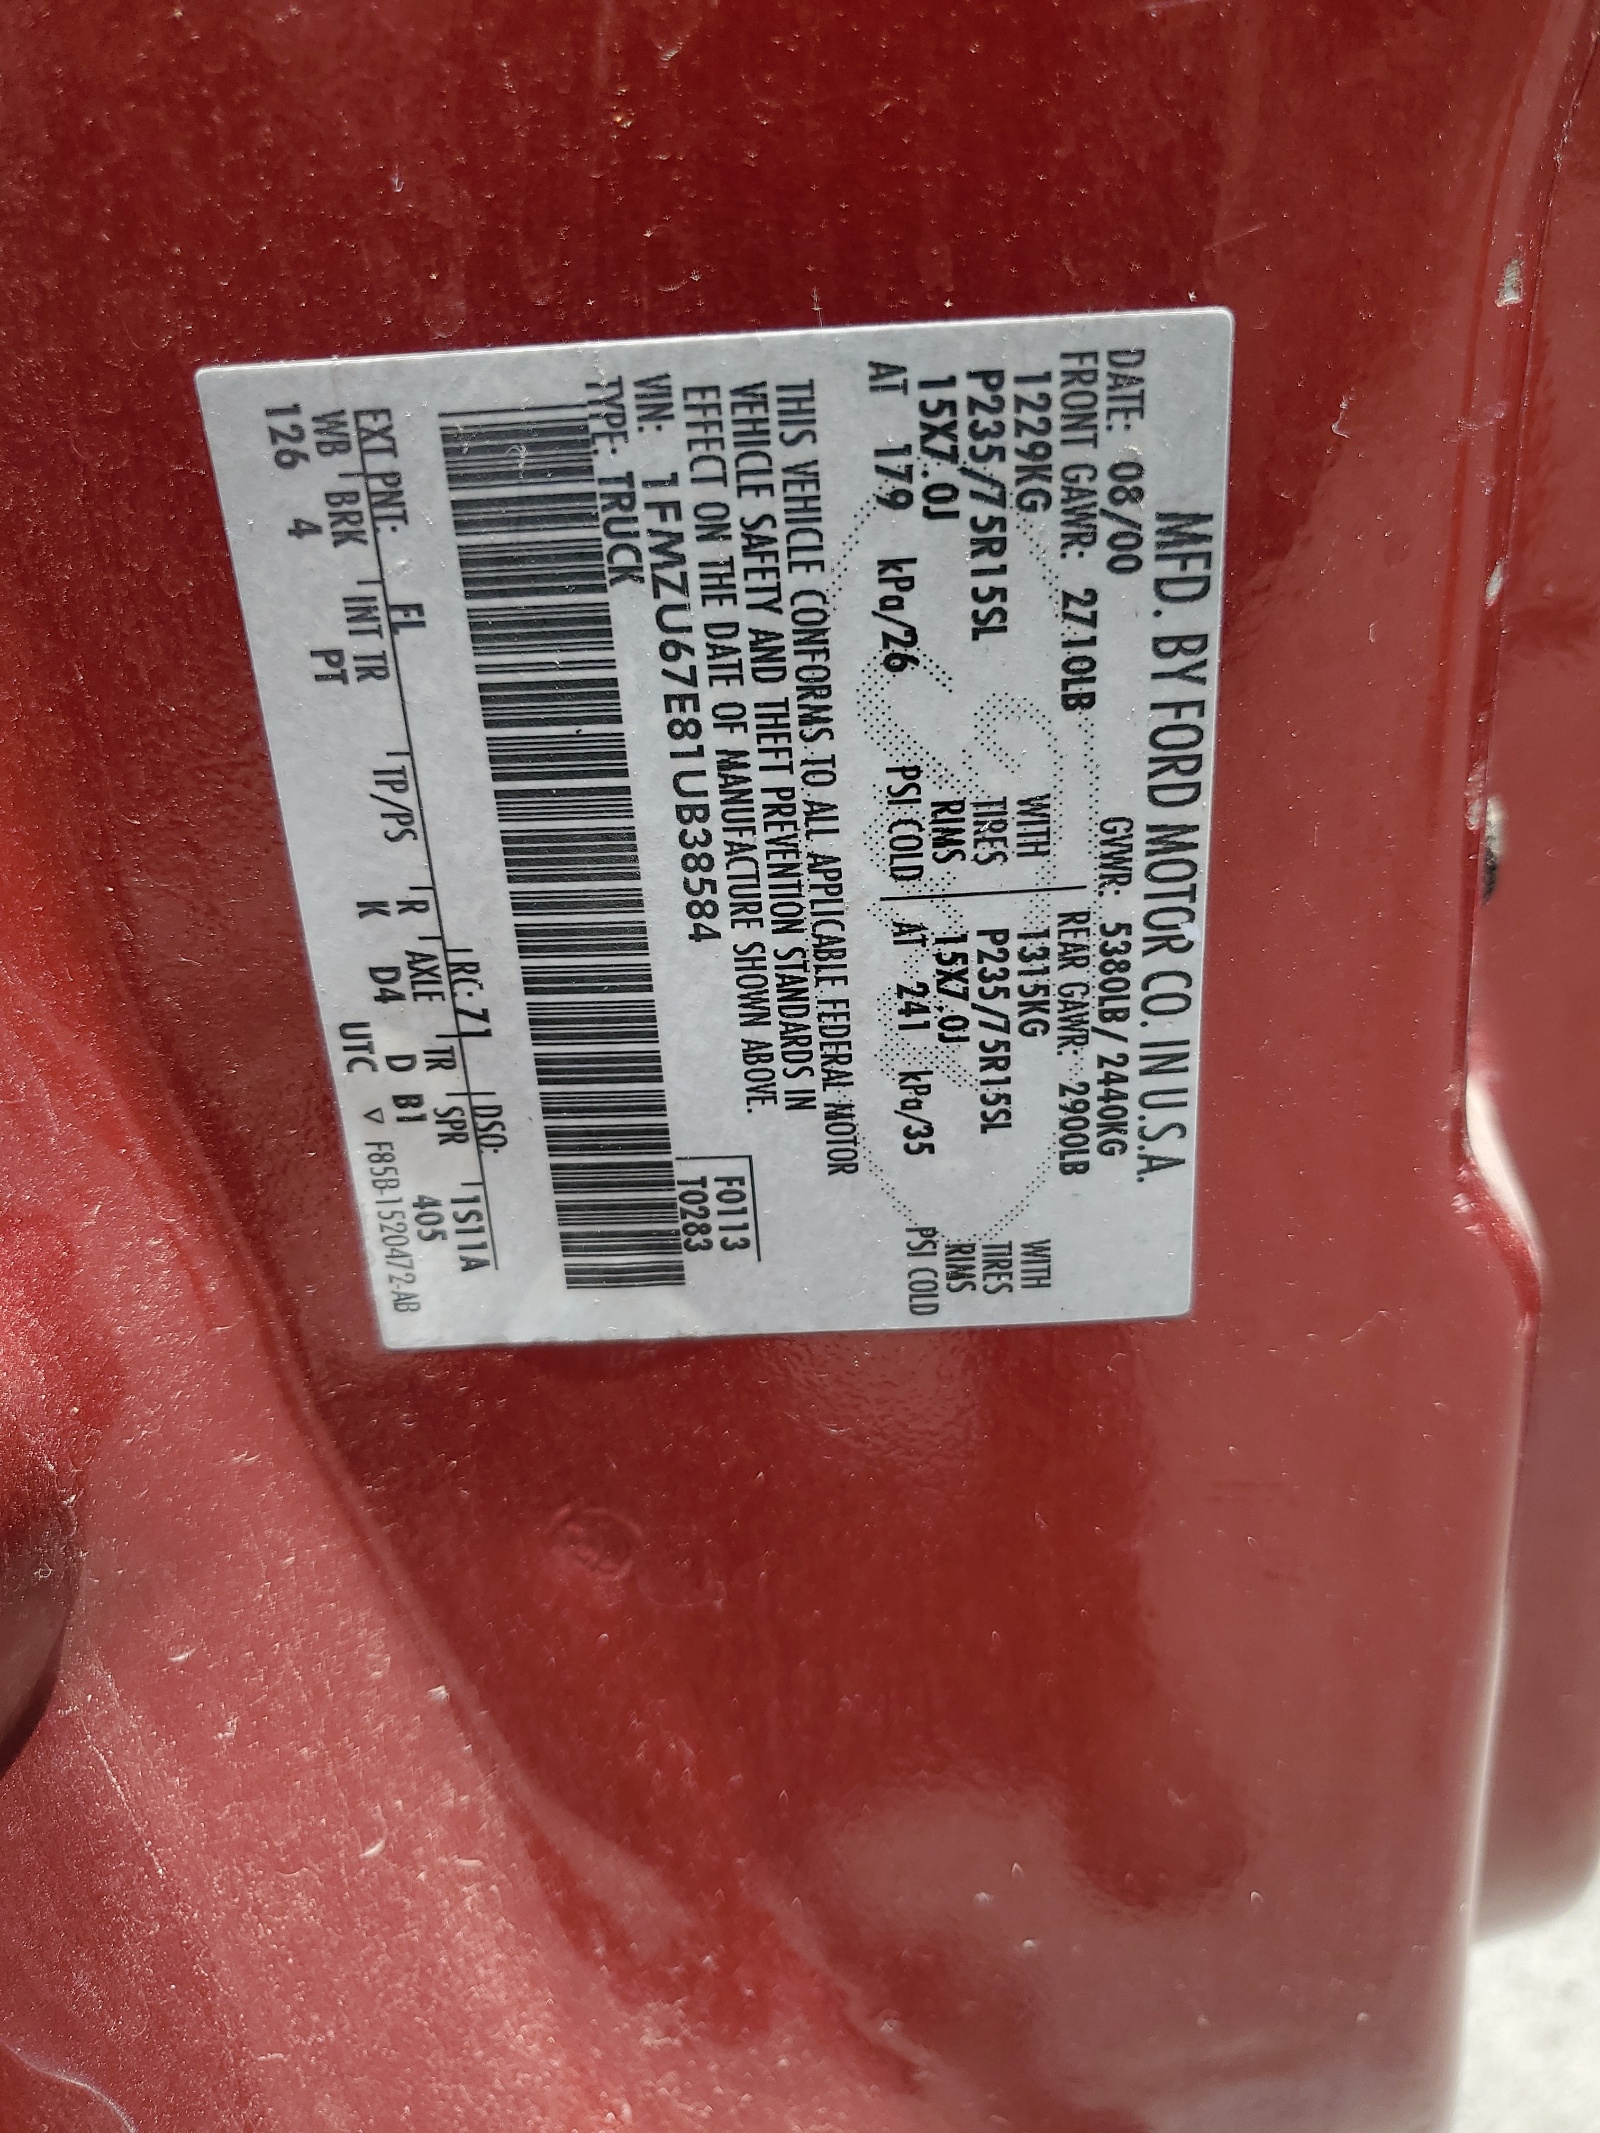 MFD. BY FORD MOTOR CO. IN U.S.A.
DATE: 08/00 GVWR: 5380LB/2440KG
FRONT GAWR: 2710LB REAR GAWR: 2900LB
1229KG WITH 1315KG WITH
P235/75R15SL TIRES P235/75R15SL TIRES
15X7.0J RIMS 15X7.0J RIMS
AT 179 kPa/26 PSI COLD AT 241 kPa/35 PSI COLD
THIS VEHICLE CONFORMS TO ALL APPLICABLE FEDERAL MOTOR
VEHICLE SAFETY AND THEFT PREVENTION STANDARDS IN
EFFECT ON THE DATE OF MANUFACTURE SHOWN ABOVE.
VIN: 1FMZU67E81UB38584 F0113
TYPE: TRUCK T0283
EXT PNT: FL RC: 71 DSO:
WB BRK INT TR TP/PS R AXLE TR SPR 1S11A
126 4 PT K D4 D B1 405
UTC ▽ F85B-1520472-AB